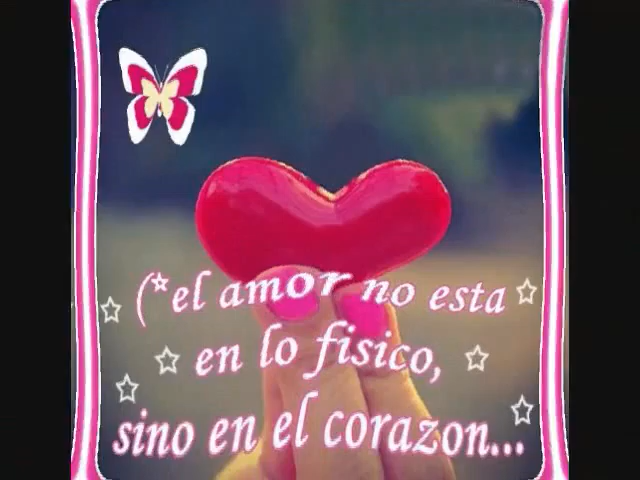 (*el amor no esta
en lo fisico,
sino en el corazon...